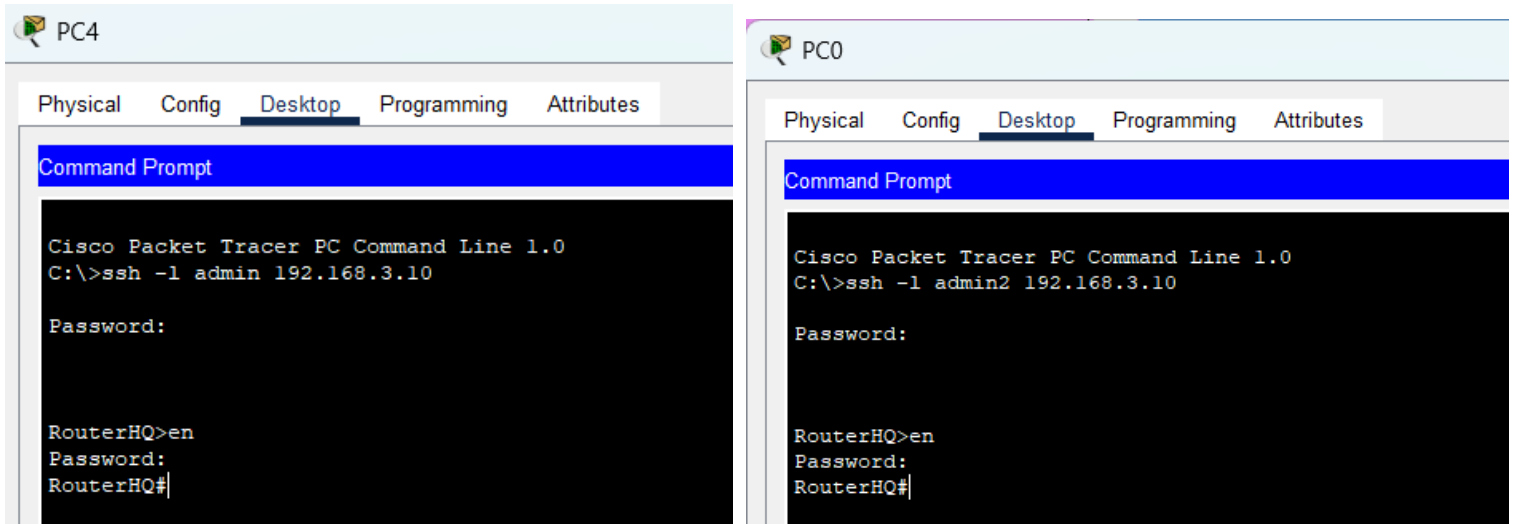 PC4
Physical Config Desktop Programming Attributes
Command Prompt
Cisco Packet Tracer PC Command Line 1.0
C:\>ssh -l admin 192.168.3.10
Password:
RouterHQ>en
Password:
RouterHQ#
PC0
Physical Config Desktop Programming Attributes
Command Prompt
Cisco Packet Tracer PC Command Line 1.0
C:\>ssh -l admin2 192.168.3.10
Password:
RouterHQ>en
Password:
RouterHQ#